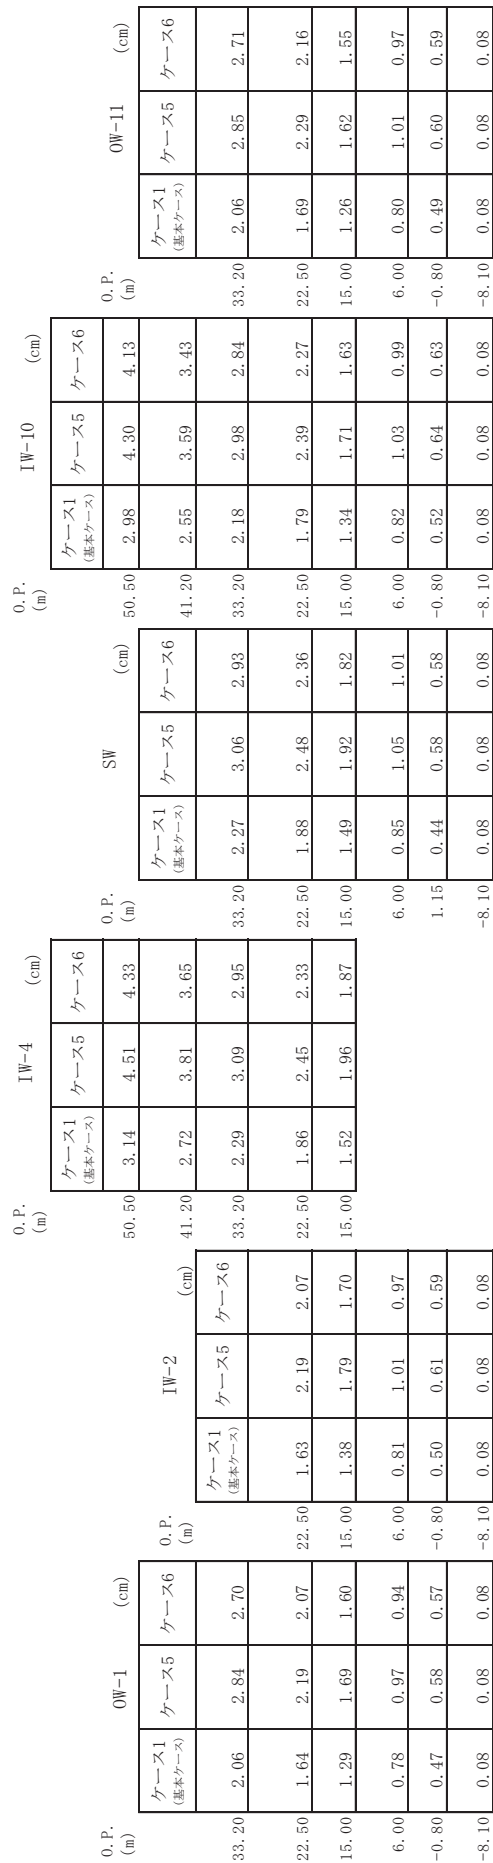 OW-1
O.P.
(m)
(cm)
ケース1
(基本ケース)
ケース5
ケース6
33.20 2.06 2.84 2.70
22.50 1.64 2.19 2.07
15.00 1.29 1.69 1.60
6.00 0.78 0.97 0.94
-0.80 0.47 0.58 0.57
-8.10 0.08 0.08 0.08
IW-2
O.P.
(m)
(cm)
ケース1
(基本ケース)
ケース5
ケース6
22.50 1.63 2.19 2.07
15.00 1.38 1.79 1.70
6.00 0.81 1.01 0.97
-0.80 0.50 0.61 0.59
-8.10 0.08 0.08 0.08
IW-4
O.P.
(m)
(cm)
ケース1
(基本ケース)
ケース5
ケース6
50.50 3.14 4.51 4.33
41.20 2.72 3.81 3.65
33.20 2.29 3.09 2.95
22.50 1.86 2.45 2.33
15.00 1.52 1.96 1.87
SW
O.P.
(m)
(cm)
ケース1
(基本ケース)
ケース5
ケース6
33.20 2.27 3.06 2.93
22.50 1.88 2.48 2.36
15.00 1.49 1.92 1.82
6.00 0.85 1.05 1.01
1.15 0.44 0.58 0.58
-8.10 0.08 0.08 0.08
IW-10
O.P.
(m)
(cm)
ケース1
(基本ケース)
ケース5
ケース6
50.50 2.98 4.30 4.13
41.20 2.55 3.59 3.43
33.20 2.18 2.98 2.84
22.50 1.79 2.39 2.27
15.00 1.34 1.71 1.63
6.00 0.82 1.03 0.99
-0.80 0.52 0.64 0.63
-8.10 0.08 0.08 0.08
OW-11
O.P.
(m)
(cm)
ケース1
(基本ケース)
ケース5
ケース6
33.20 2.06 2.85 2.71
22.50 1.69 2.29 2.16
15.00 1.26 1.62 1.55
6.00 0.80 1.01 0.97
-0.80 0.49 0.60 0.59
-8.10 0.08 0.08 0.08